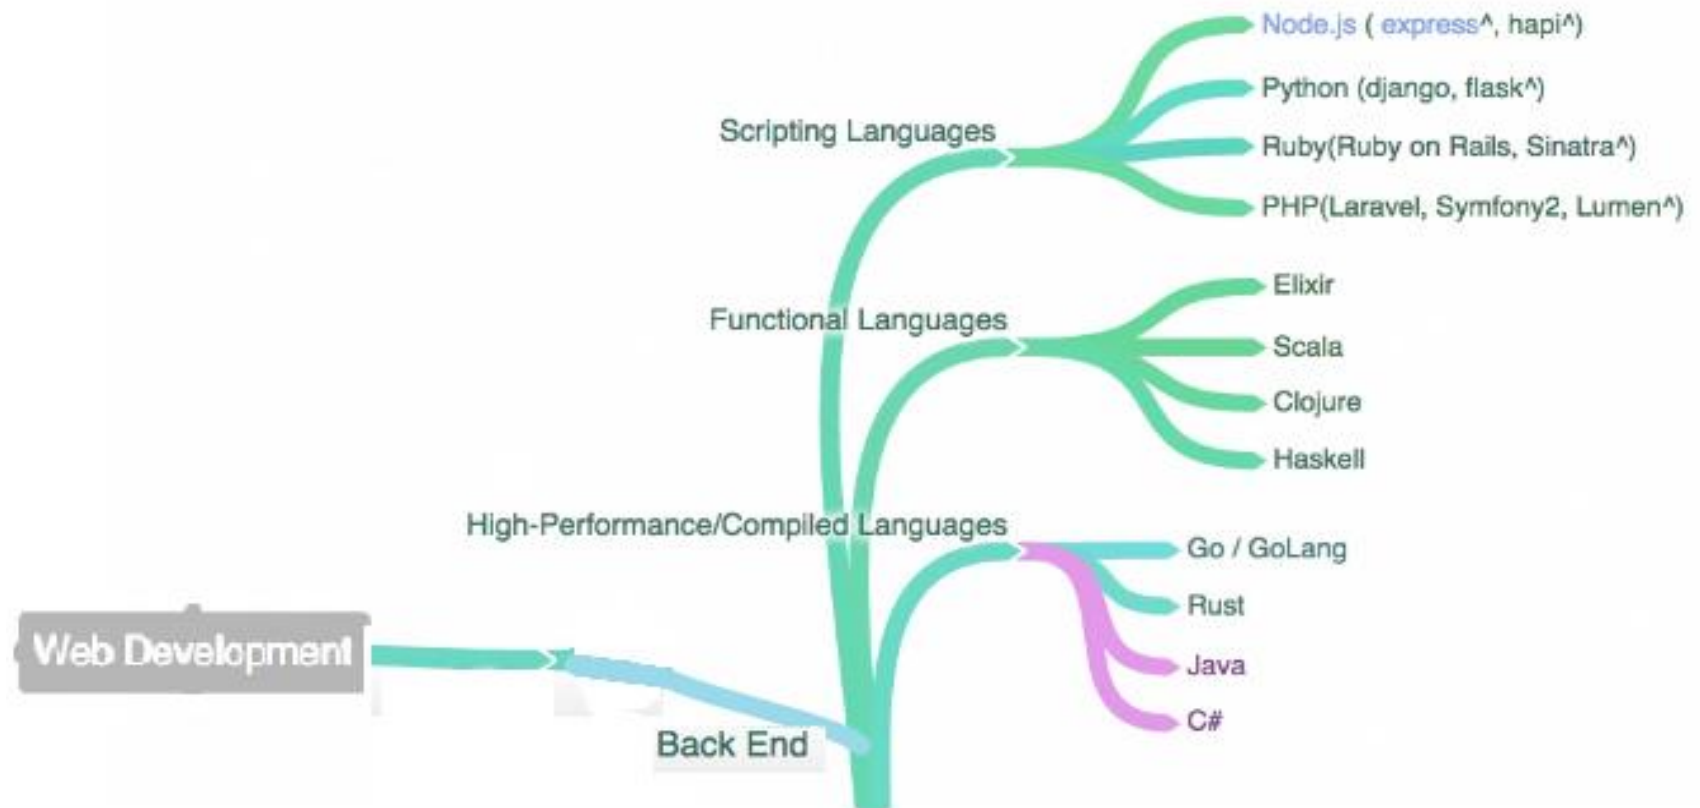 Node.js ( express^, hapi^)
Python (django, flask^)
Scripting Languages
Ruby(Ruby on Rails, Sinatra^)
PHP(Laravel, Symfony2, Lumen^)
Elixir
Functional Languages
Scala
Clojure
Haskell
High-Performance/Compiled Languages
Go / GoLang
Rust
Web Development
Java
C#
Back End